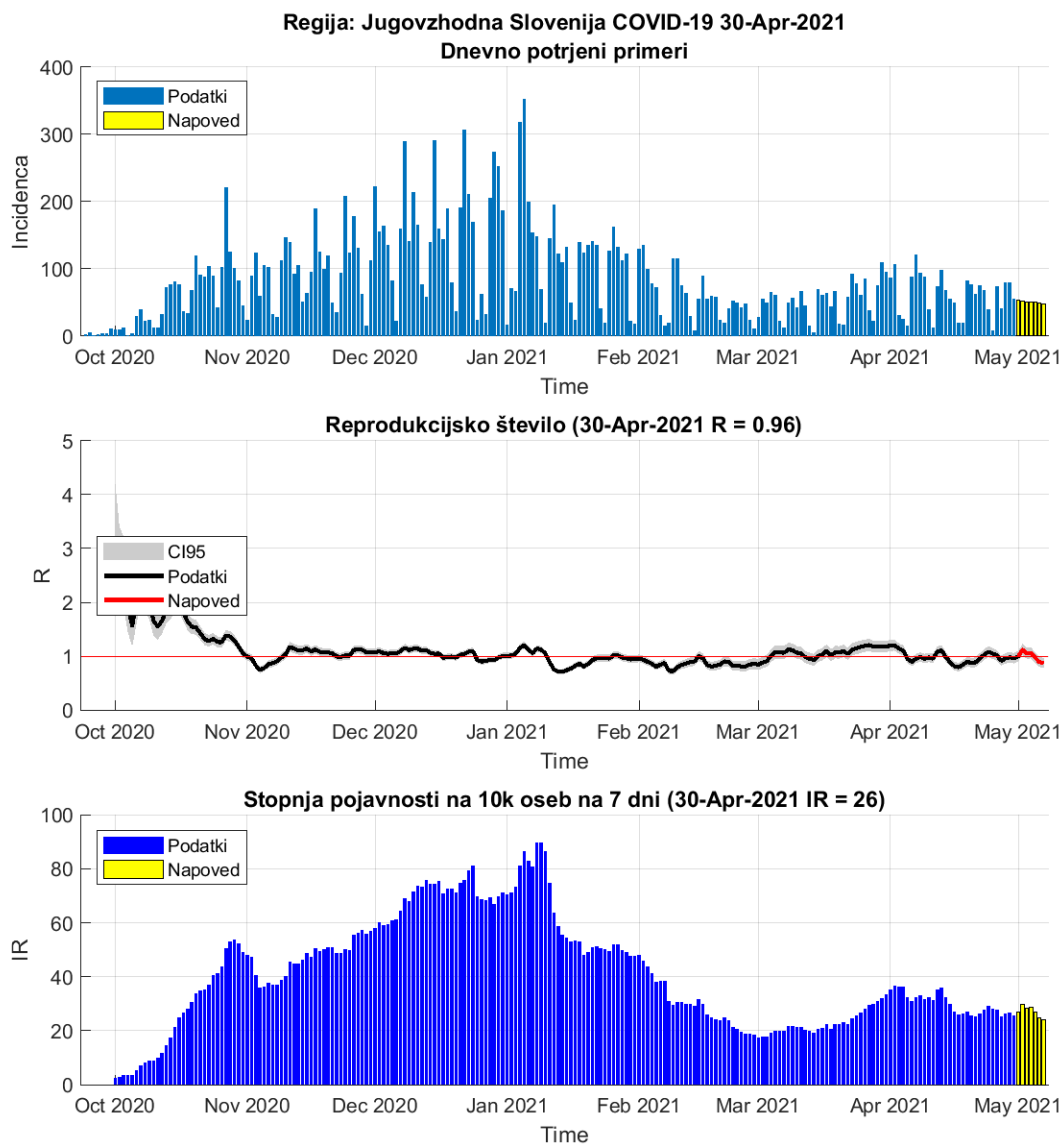 Regija: Jugovzhodna Slovenija COVID-19 30-Apr-2021
Dnevno potrjeni primeri
400
300
200
100
0
Incidenca
Podatki
Napoved
Oct 2020 Nov 2020 Dec 2020 Jan 2021 Feb 2021 Mar 2021 Apr 2021 May 2021
Time
Reprodukcijsko število (30-Apr-2021 R = 0.96)
5
4
3
2
1
0
R
CI95
Podatki
Napoved
Oct 2020 Nov 2020 Dec 2020 Jan 2021 Feb 2021 Mar 2021 Apr 2021 May 2021
Time
Stopnja pojavnosti na 10k oseb na 7 dni (30-Apr-2021 IR = 26)
100
80
60
40
20
0
IR
Podatki
Napoved
Oct 2020 Nov 2020 Dec 2020 Jan 2021 Feb 2021 Mar 2021 Apr 2021 May 2021
Time